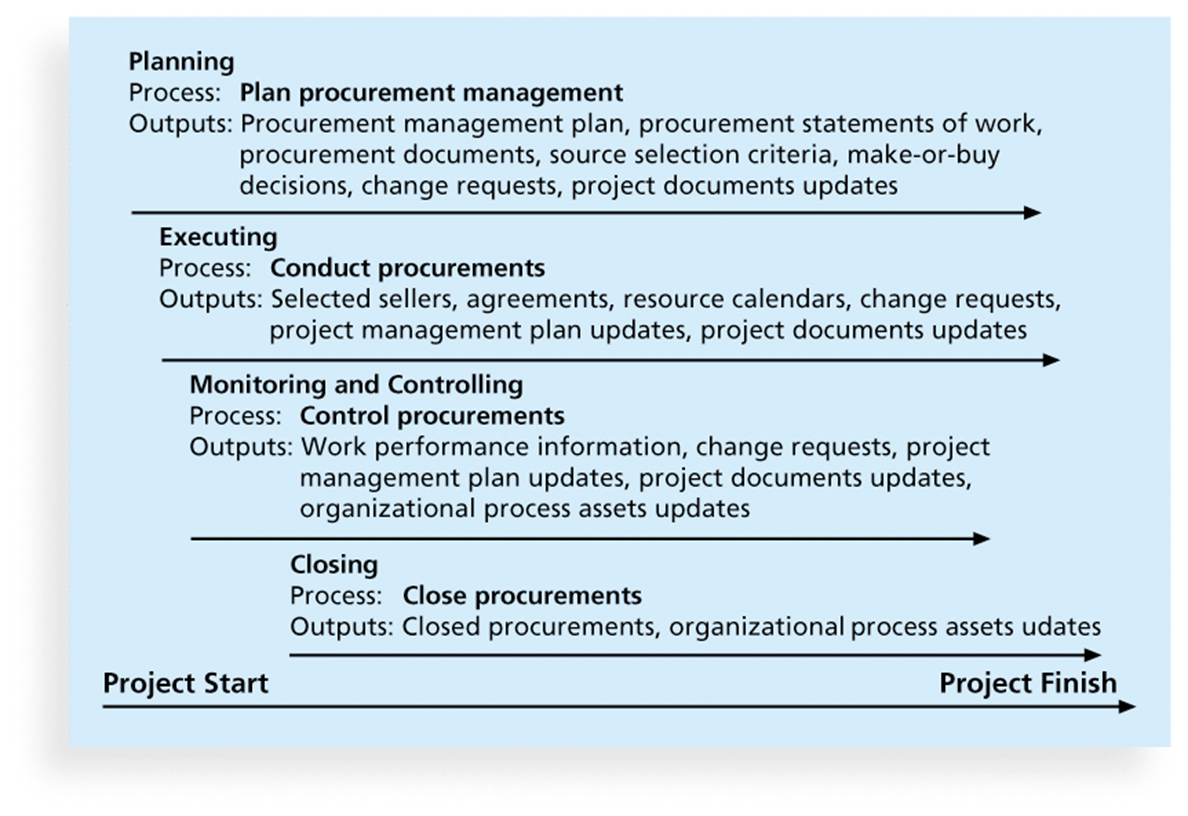 Planning
Process: Plan procurement management
Outputs: Procurement management plan, procurement statements of work,
procurement documents, source selection criteria, make-or-buy
decisions, change requests, project documents updates
Executing
Process: Conduct procurements
Outputs: Selected sellers, agreements, resource calendars, change requests,
project management plan updates, project documents updates
Monitoring and Controlling
Process: Control procurements
Outputs: Work performance information, change requests, project
management plan updates, project documents updates,
organizational process assets updates
Closing
Process: Close procurements
Outputs: Closed procurements, organizational process assets udates
Project Start Project Finish